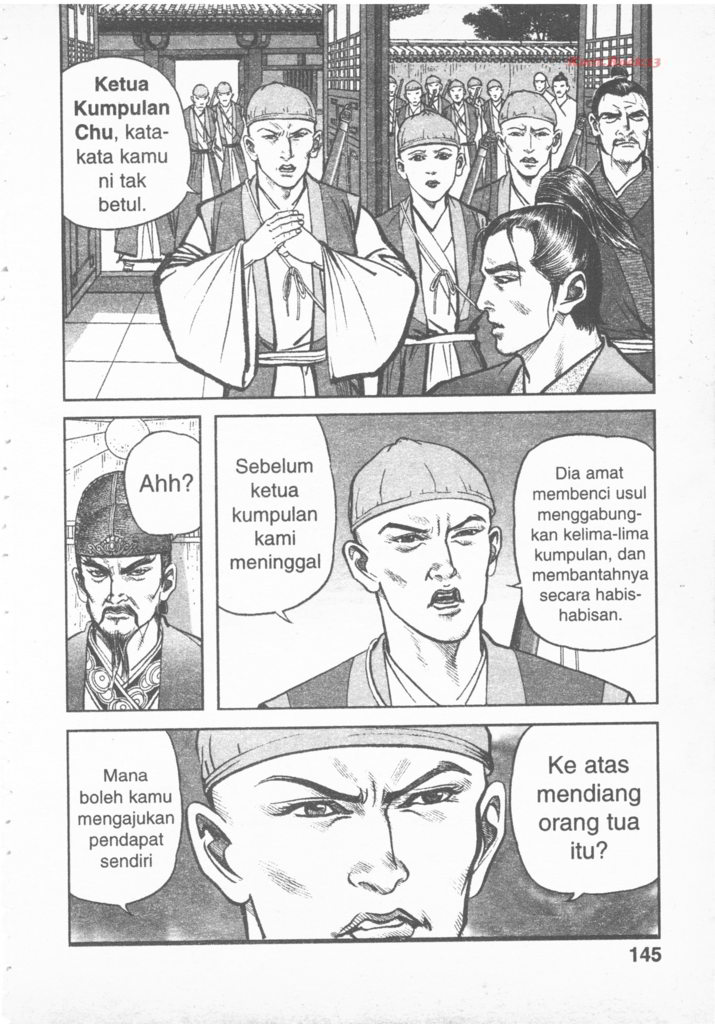 Ketua
Kumpulan
Chu, kata-
kata kamu
ni tak
betul.
Ahh?
Sebelum
ketua
kumpulan
kami
meninggal
Dia amat
membenci usul
menggabung-
kan kelima-lima
kumpulan, dan
membantahnya
secara habis-
habisan.
Mana
boleh kamu
mengajukan
pendapat
sendiri
Ke atas
mendiang
orang tua
itu?
145